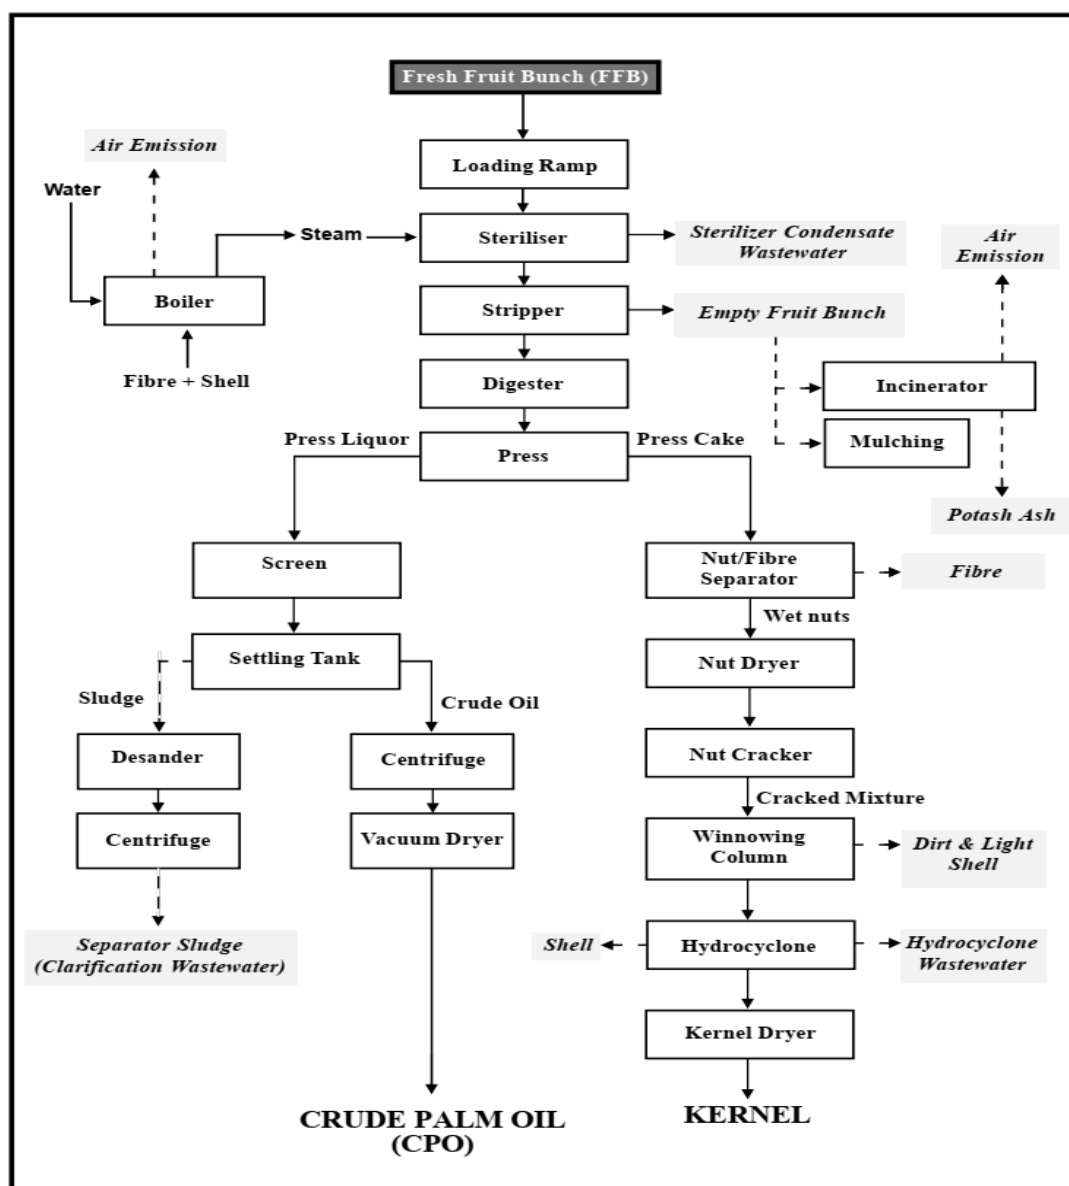 Fresh Fruit Bunch (FFB)
Air Emission
Loading Ramp
Water
Steam
Steriliser
Sterilizer Condensate
Wastewater
Air
Emission
Boiler
Stripper
Empty Fruit Bunch
Fibre + Shell
Digester
Incinerator
Press Liquor
Press Cake
Press
Mulching
Potash Ash
Screen
Nut/Fibre
Separator
Fibre
Wet nuts
Settling Tank
Nut Dryer
Sludge
Crude Oil
Desander
Centrifuge
Nut Cracker
Cracked Mixture
Centrifuge
Vacuum Dryer
Winnowing
Column
Dirt & Light
Shell
Separator Sludge
(Clarification Wastewater)
Shell
Hydrocyclone
Hydrocyclone
Wastewater
Kernel Dryer
CRUDE PALM OIL
(CPO)
KERNEL